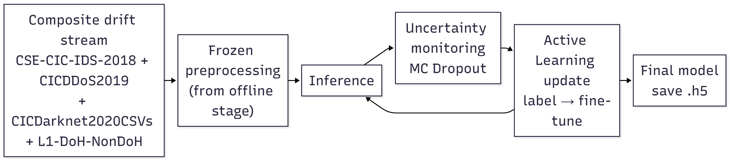 Composite drift
stream
CSE-CIC-IDS-2018 +
CICDDoS2019
+
CICDarknet2020CSVs
+ L1-DoH-NonDoH
Frozen
preprocessing
(from offline
stage)
Inference
Uncertainty
monitoring
MC Dropout
Active
Learning
update
label → fine-
tune
Final model
save .h5